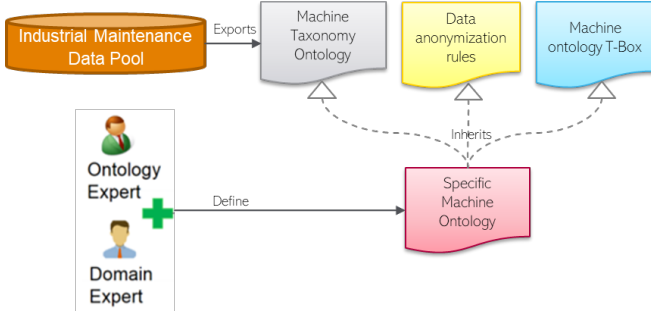 Industrial Maintenance
Data Pool
Exports
Machine
Taxonomy
Ontology
Data
anonymization
rules
Machine
ontology T-Box
Inherits
Ontology
Expert
Domain
Expert
Define
Specific
Machine
Ontology